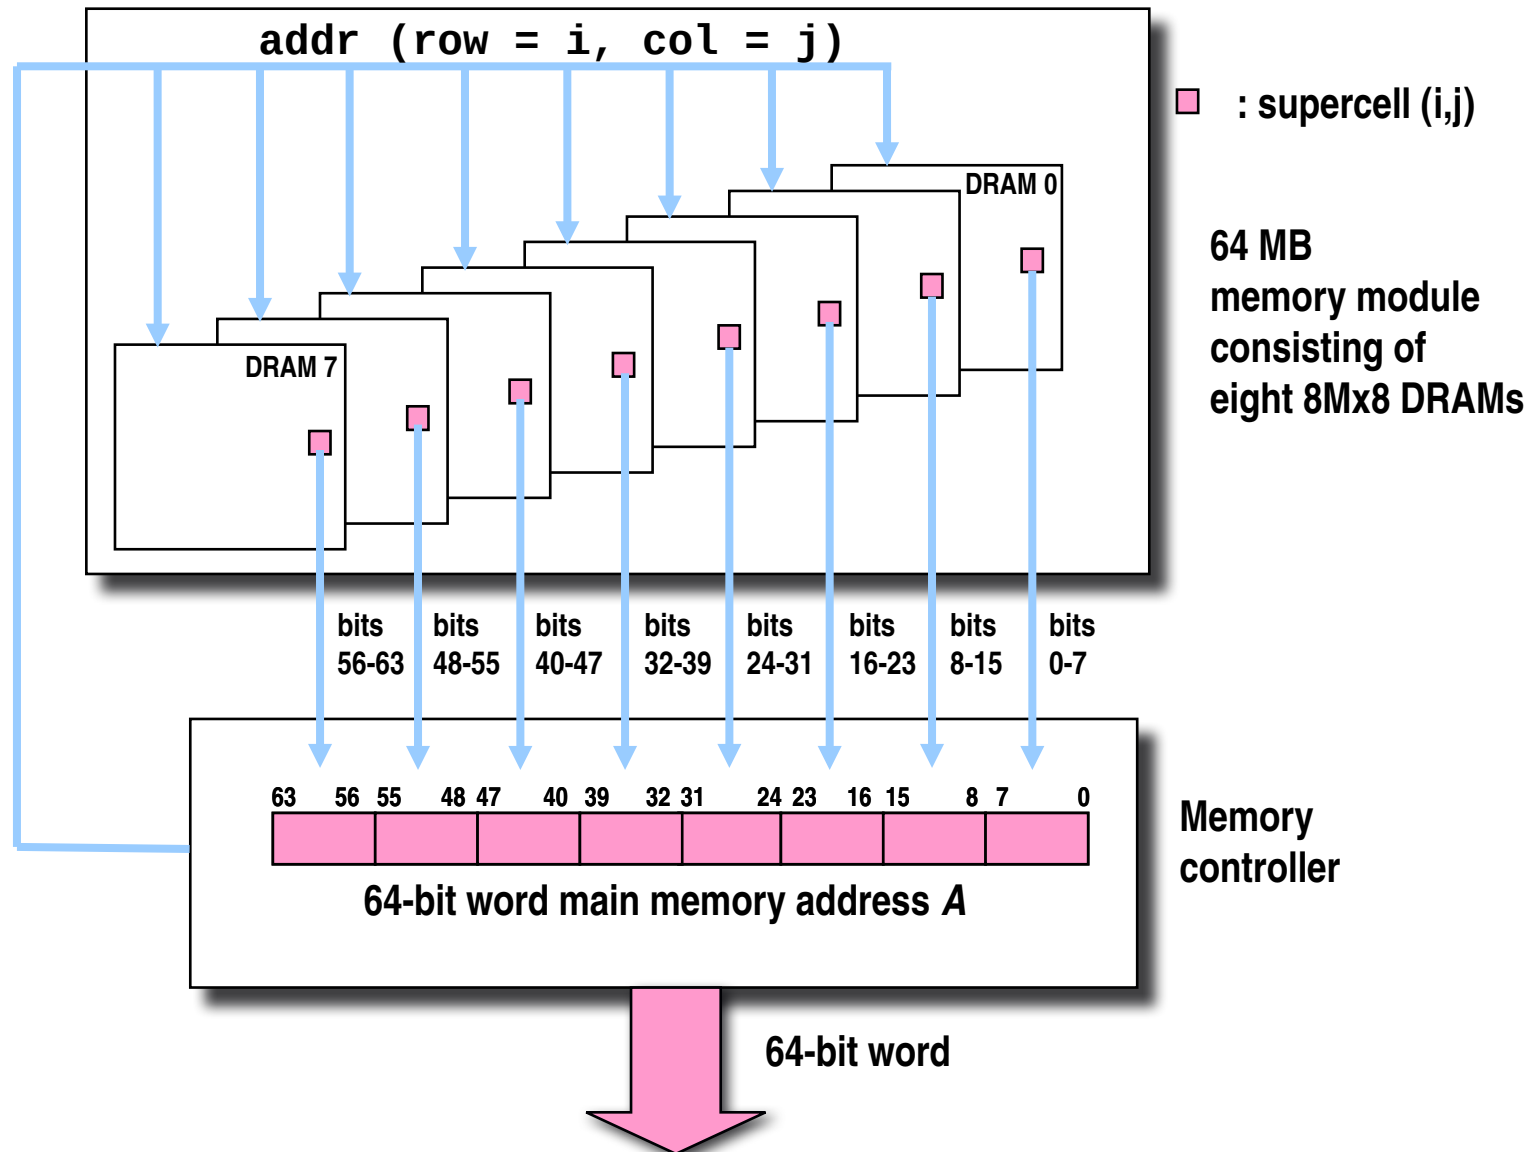 addr (row = i, col = j)
: supercell (i,j)
DRAM 0
64 MB
memory module
consisting of
eight 8Mx8 DRAMs
DRAM 7
bits
56-63
bits
48-55
bits
40-47
bits
32-39
bits
24-31
bits
16-23
bits
8-15
bits
0-7
63 56 55 48 47 40 39 32 31 24 23 16 15 8 7 0
64-bit word main memory address A
Memory
controller
64-bit word